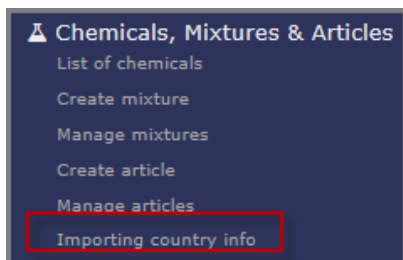 Chemicals, Mixtures & Articles
List of chemicals
Create mixture
Manage mixtures
Create article
Manage articles
Importing country info